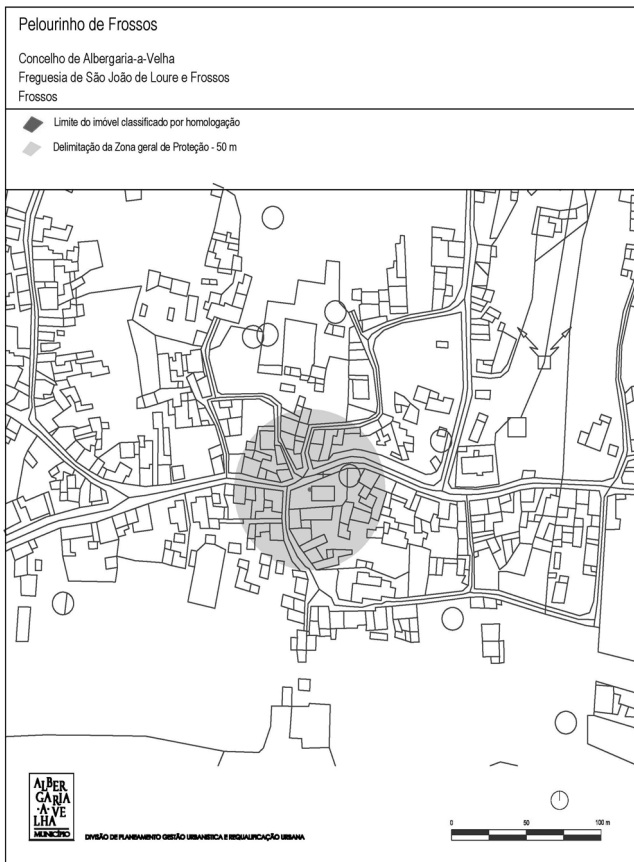 Pelourinho de Frossos
Concelho de Albergaria-a-Velha
Freguesia de São João de Loure e Frossos
Frossos
Limite do imóvel classificado por homologação
Delimitação da Zona geral de Proteção - 50 m
ALBER
GARIA
·A·VE
LHA
MUNICÍPIO
DIVISÃO DE PLANEAMENTO GESTÃO URBANISTICA E REQUALIFICAÇÃO URBANA
0 50 100 m